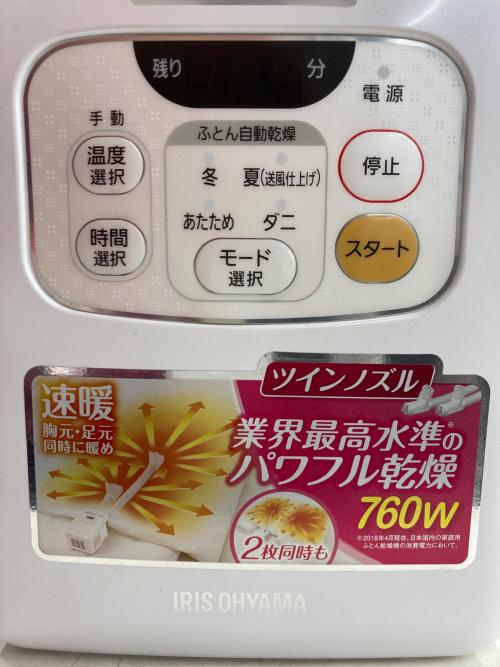 残り 分
電源
手動
温度
選択
時間
選択
ふとん自動乾燥
冬 夏(送風仕上げ)
あたため ダニ
モード
選択
停止
スタート
ツインノズル
速暖
胸元・足元
同時に暖め
業界最高水準の※
パワフル乾燥
760W
2枚同時も
※2018年4月現在、日本国内の家庭用
ふとん乾燥機の消費電力において。
IRIS OHYAMA